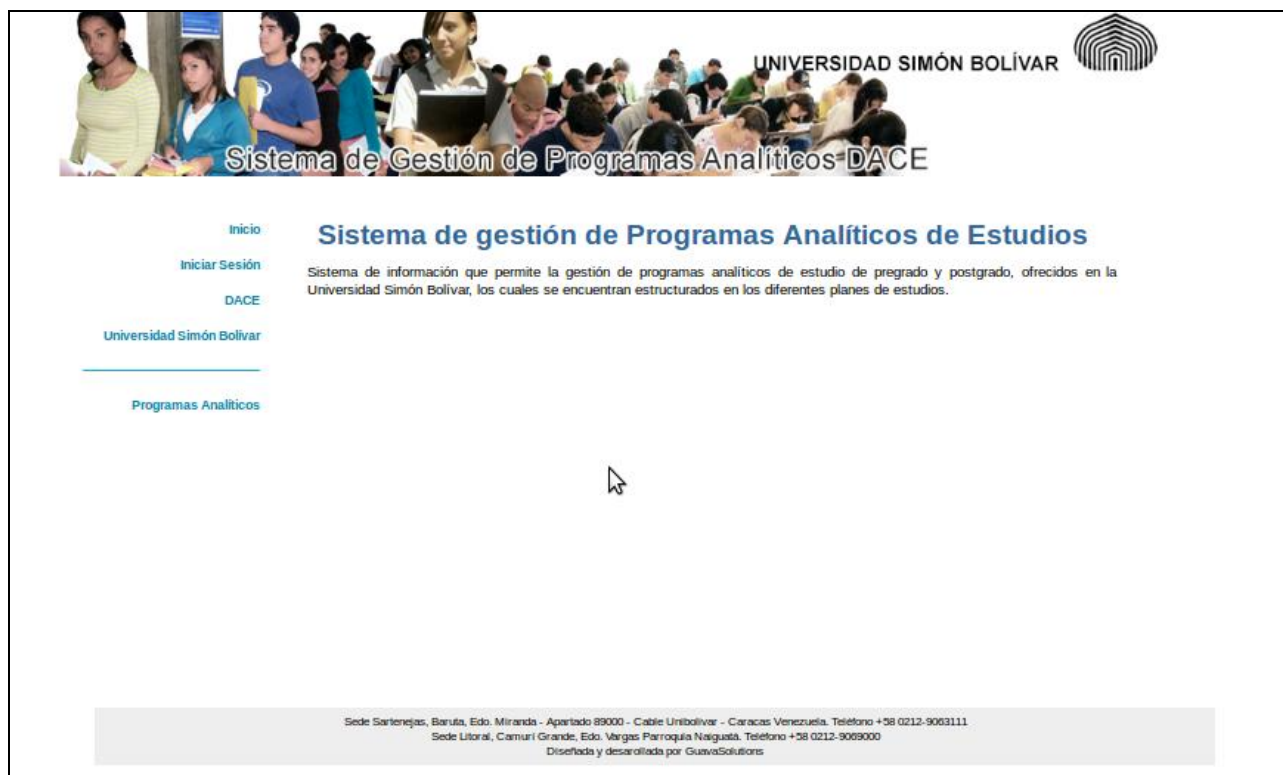 UNIVERSIDAD SIMÓN BOLÍVAR
Sistema de Gestión de Programas Analíticos DACE
Inicio
Iniciar Sesión
DACE
Universidad Simón Bolívar
Programas Analíticos
Sistema de gestión de Programas Analíticos de Estudios
Sistema de información que permite la gestión de programas analíticos de estudio de pregrado y postgrado, ofrecidos en la
Universidad Simón Bolívar, los cuales se encuentran estructurados en los diferentes planes de estudios.
Sede Sartenejas, Baruta, Edo. Miranda - Apartado 89000 - Cable Unibolivar - Caracas Venezuela. Teléfono +58 0212-9063111
Sede Litoral, Camurí Grande, Edo. Vargas Parroquia Naiguatá. Teléfono +58 0212-9069000
Diseñada y desarollada por GuavaSolutions